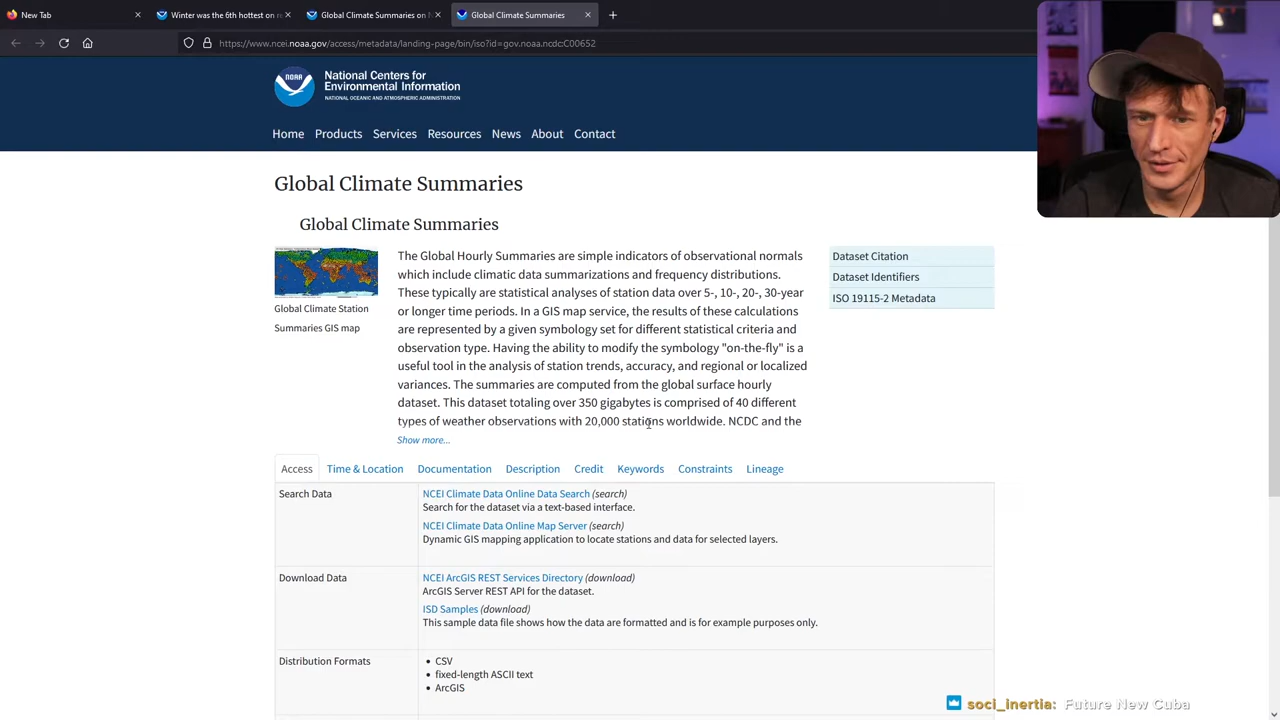 New Tab
Winter was the 6th hottest on re
Global Climate Summaries on N
Global Climate Summaries
https://www.ncei.noaa.gov/access/metadata/landing-page/bin/iso?id=gov.noaa.ncdc:C00652
NOAA
National Centers for
Environmental Information
NATIONAL OCEANIC AND ATMOSPHERIC ADMINISTRATION
Home Products Services Resources News About Contact
Global Climate Summaries
Global Climate Summaries
Global Climate Station
Summaries GIS map
The Global Hourly Summaries are simple indicators of observational normals
which include climatic data summarizations and frequency distributions.
These typically are statistical analyses of station data over 5-, 10-, 20-, 30-year
or longer time periods. In a GIS map service, the results of these calculations
are represented by a given symbology set for different statistical criteria and
observation type. Having the ability to modify the symbology "on-the-fly" is a
useful tool in the analysis of station trends, accuracy, and regional or localized
variances. The summaries are computed from the global surface hourly
dataset. This dataset totaling over 350 gigabytes is comprised of 40 different
types of weather observations with 20,000 stations worldwide. NCDC and the
Show more...
Dataset Citation
Dataset Identifiers
ISO 19115-2 Metadata
Access Time & Location Documentation Description Credit Keywords Constraints Lineage
Search Data
NCEI Climate Data Online Data Search (search)
Search for the dataset via a text-based interface.
NCEI Climate Data Online Map Server (search)
Dynamic GIS mapping application to locate stations and data for selected layers.
Download Data
NCEI ArcGIS REST Services Directory (download)
ArcGIS Server REST API for the dataset.
ISD Samples (download)
This sample data file shows how the data are formatted and is for example purposes only.
Distribution Formats
• CSV
• fixed-length ASCII text
• ArcGIS
soci_inertia: Future New Cuba